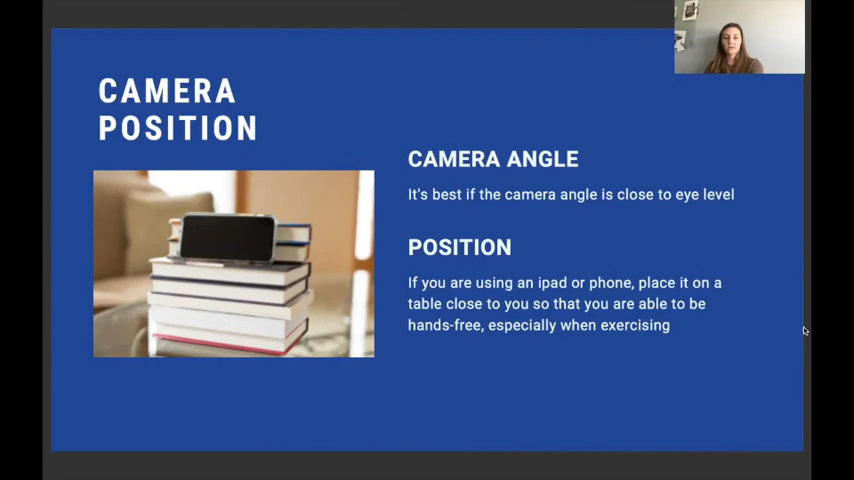 CAMERA
POSITION
CAMERA ANGLE
It's best if the camera angle is close to eye level
POSITION
If you are using an ipad or phone, place it on a
table close to you so that you are able to be
hands-free, especially when exercising